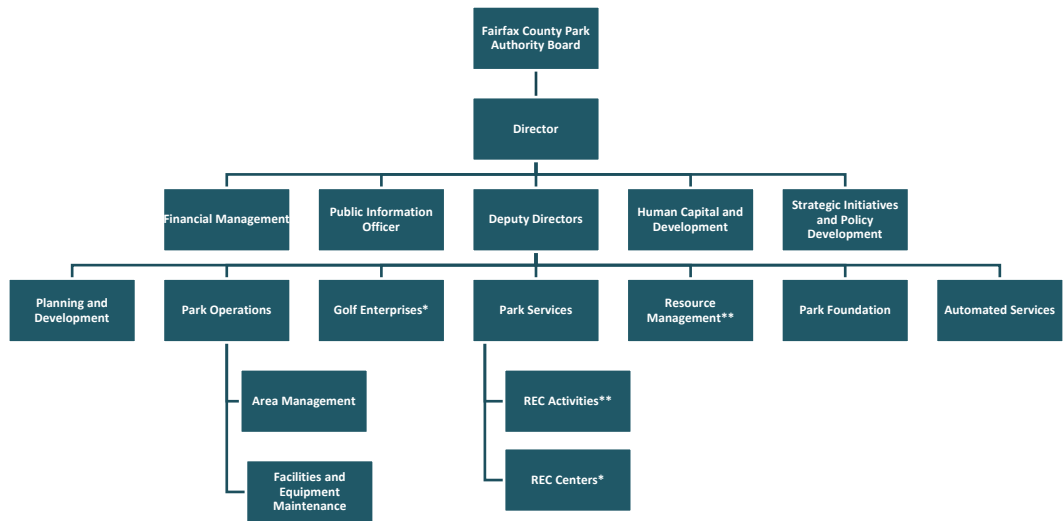 Fairfax County Park
Authority Board
Director
Financial Management
Public Information
Officer
Deputy Directors
Human Capital and
Development
Strategic Initiatives
and Policy
Development
Planning and
Development
Park Operations
Golf Enterprises*
Park Services
Resource
Management**
Park Foundation
Automated Services
Area Management
REC Activities**
Facilities and
Equipment
Maintenance
REC Centers*